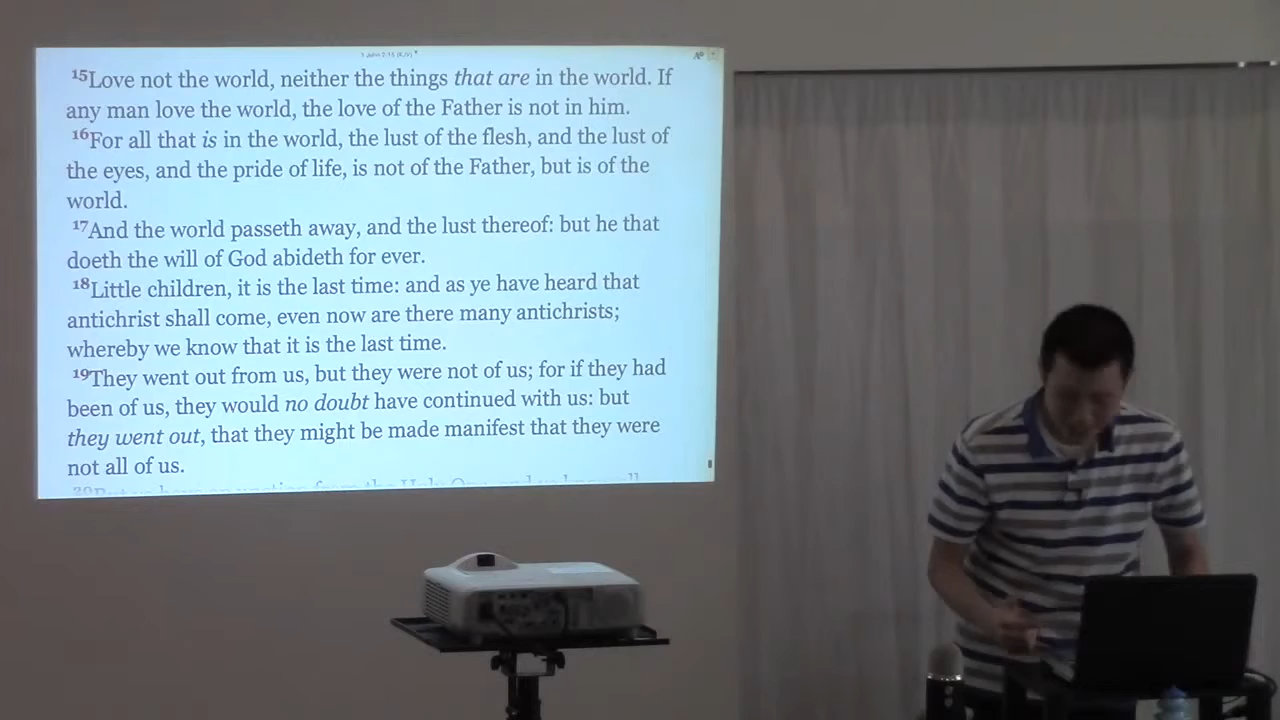 1 John 2:15 (KJV)
15Love not the world, neither the things that are in the world. If
any man love the world, the love of the Father is not in him.
16For all that is in the world, the lust of the flesh, and the lust of
the eyes, and the pride of life, is not of the Father, but is of the
world.
17And the world passeth away, and the lust thereof: but he that
doeth the will of God abideth for ever.
18Little children, it is the last time: and as ye have heard that
antichrist shall come, even now are there many antichrists;
whereby we know that it is the last time.
19They went out from us, but they were not of us; for if they had
been of us, they would no doubt have continued with us: but
they went out, that they might be made manifest that they were
not all of us.